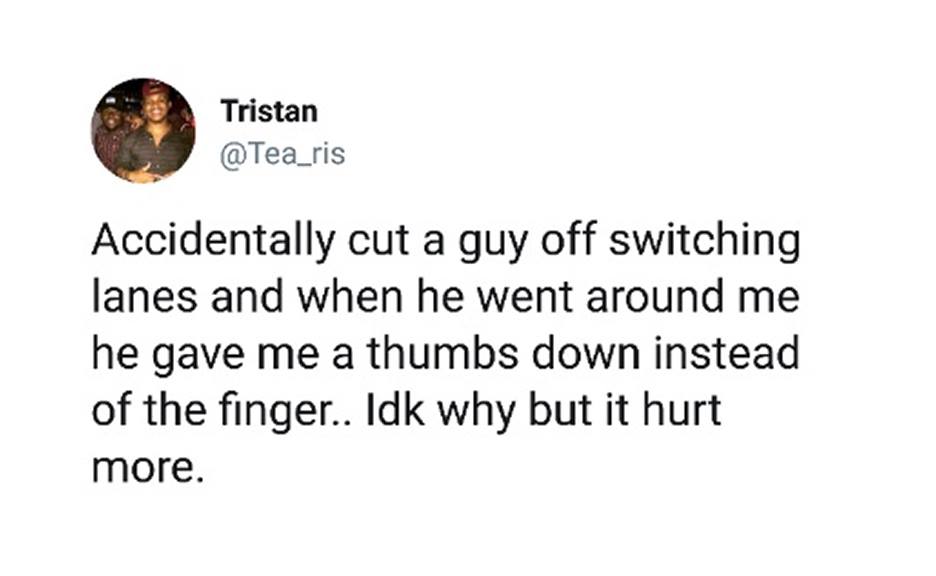 Tristan
@Tea_ris
Accidentally cut a guy off switching
lanes and when he went around me
he gave me a thumbs down instead
of the finger.. Idk why but it hurt
more.